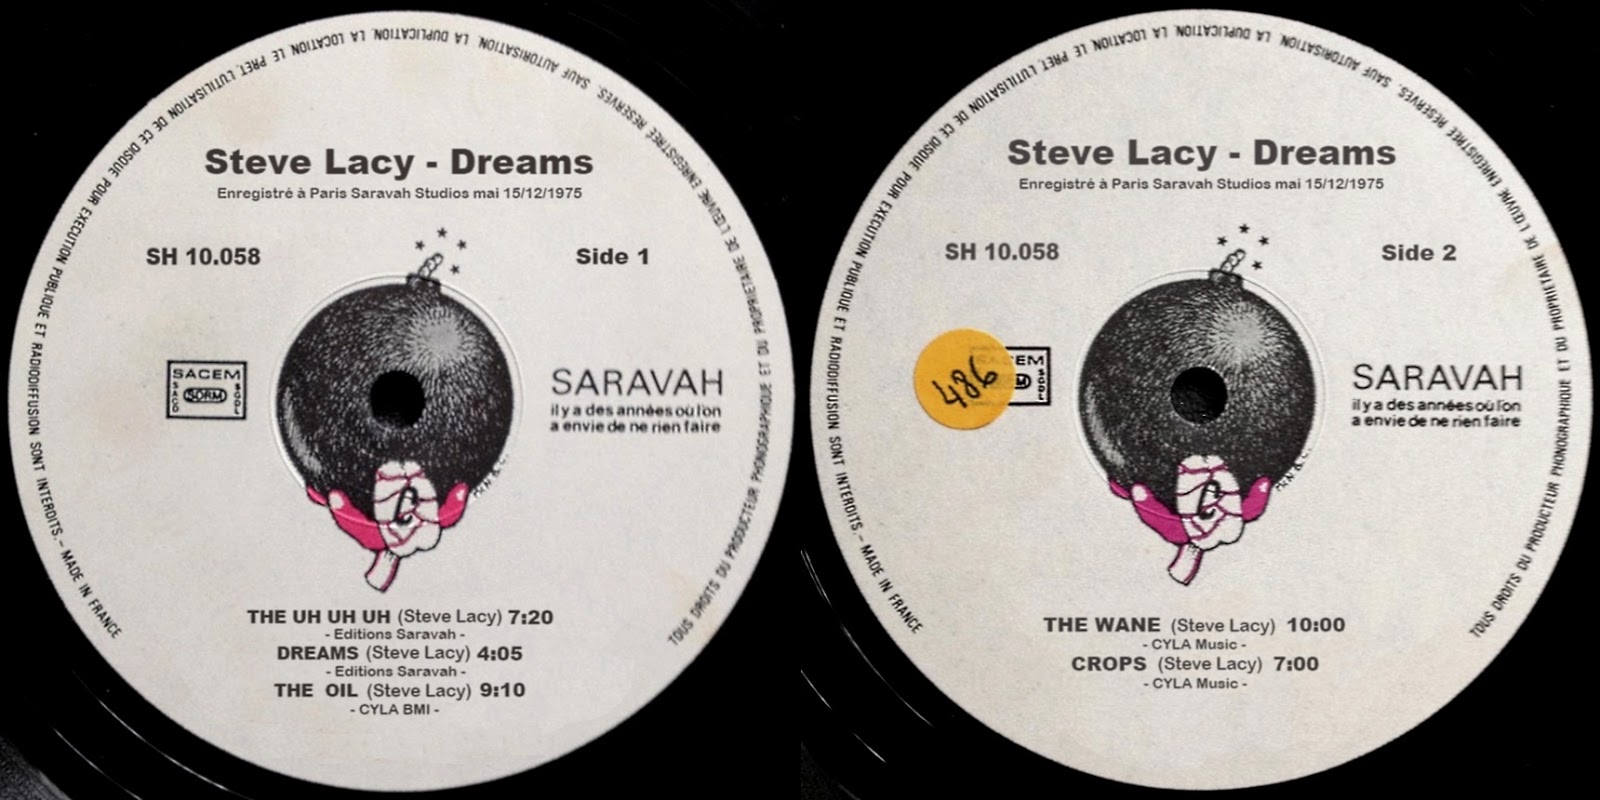 Steve Lacy - Dreams
Enregistré à Paris Saravah Studios mai 15/12/1975
SH 10.058
Side 1
SACEM
SACD
SDRM
SGDL
SARAVAH
il y a des années où l'on
a envie de ne rien faire
THE UH UH UH (Steve Lacy) 7:20
- Editions Saravah -
DREAMS (Steve Lacy) 4:05
- Editions Saravah -
THE OIL (Steve Lacy) 9:10
- CYLA BMI -
TOUS DROITS DU PRODUCTEUR PHONOGRAPHIQUE ET DU PROPRIETAIRE DE L'ŒUVRE ENREGISTREE RESERVES. SAUF AUTORISATION, LA DUPLICATION, LA LOCATION, LE PRET, L'UTILISATION DE CE DISQUE POUR EXECUTION PUBLIQUE ET RADIODIFFUSION SONT INTERDITS. - MADE IN FRANCE
Steve Lacy - Dreams
Enregistré à Paris Saravah Studios mai 15/12/1975
SH 10.058
Side 2
486
SACEM
SGDL
SARAVAH
il y a des années où l'on
a envie de ne rien faire
THE WANE (Steve Lacy) 10:00
- CYLA Music -
CROPS (Steve Lacy) 7:00
- CYLA Music -
TOUS DROITS DU PRODUCTEUR PHONOGRAPHIQUE ET DU PROPRIETAIRE DE L'ŒUVRE ENREGISTREE RESERVES. SAUF AUTORISATION, LA DUPLICATION, LA LOCATION, LE PRET, L'UTILISATION DE CE DISQUE POUR EXECUTION PUBLIQUE ET RADIODIFFUSION SONT INTERDITS. - MADE IN FRANCE